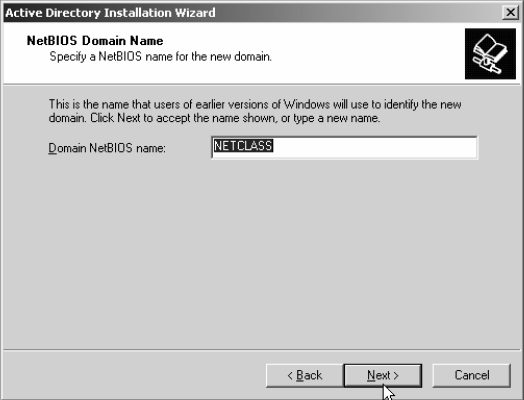 Active Directory Installation Wizard
NetBIOS Domain Name
Specify a NetBIOS name for the new domain.
This is the name that users of earlier versions of Windows will use to identify the new
domain. Click Next to accept the name shown, or type a new name.
Domain NetBIOS name: NETCLASS
< Back Next > Cancel